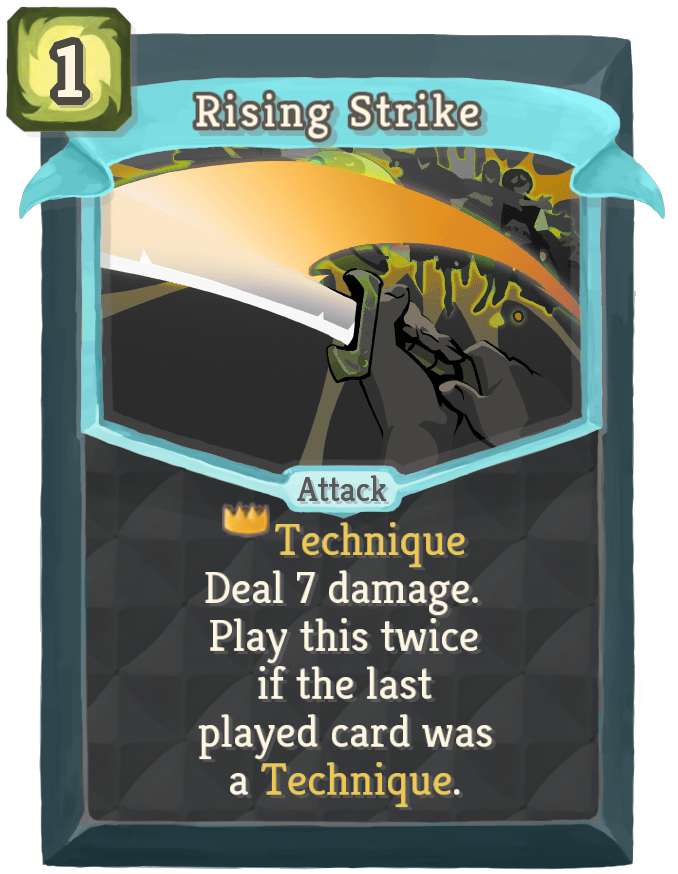 1
Rising Strike
Attack
Technique
Deal 7 damage.
Play this twice
if the last
played card was
a Technique.